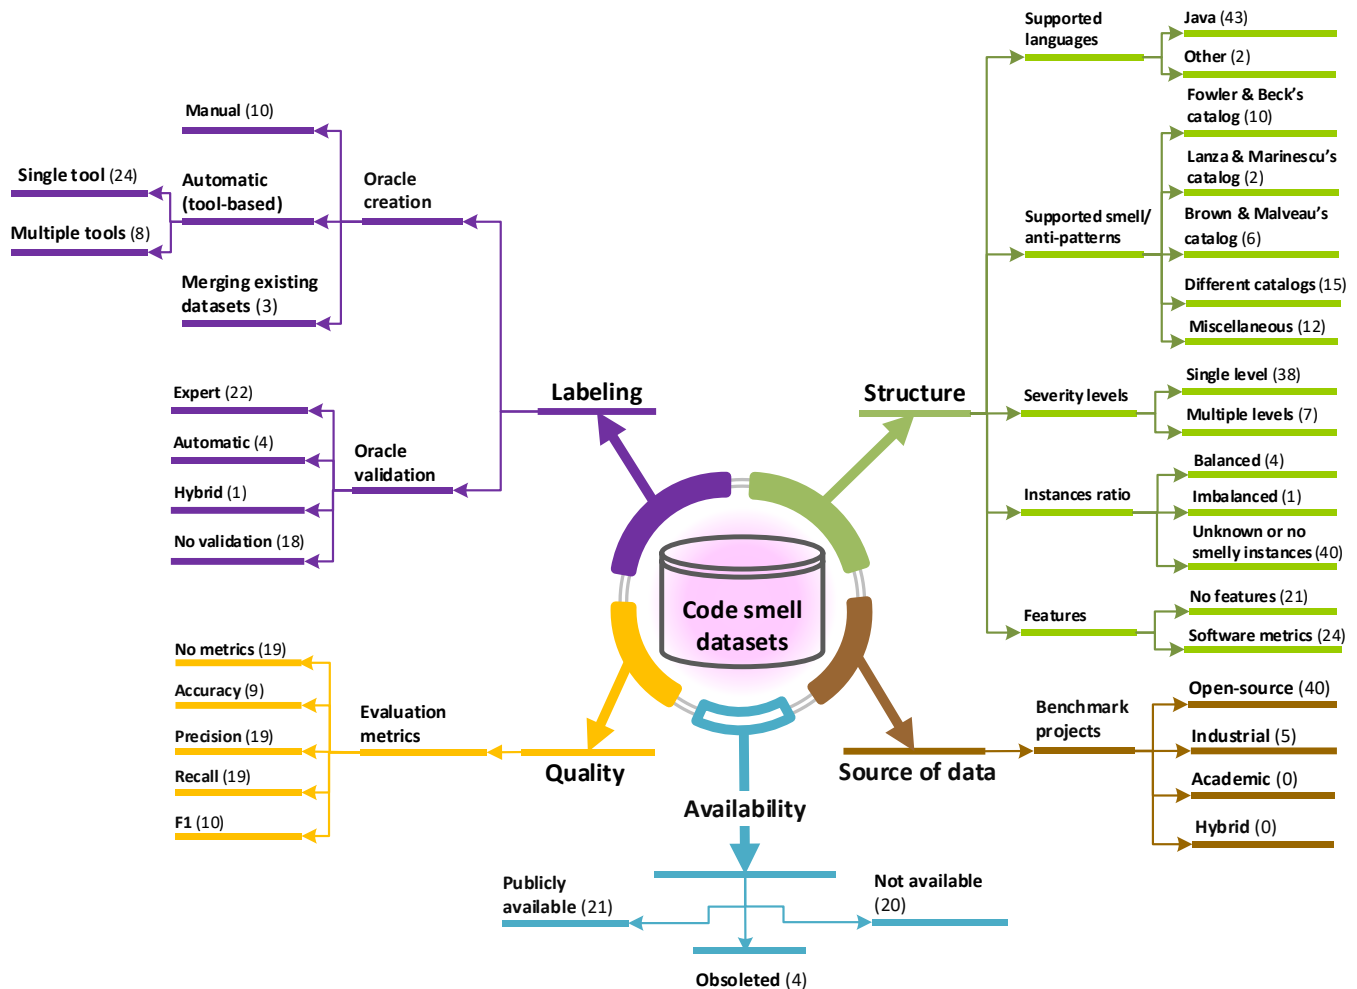 Supported
languages
Java (43)
Other (2)
Fowler & Beck's
catalog (10)
Lanza & Marinescu's
catalog (2)
Supported smell/
anti-patterns
Brown & Malveau's
catalog (6)
Different catalogs (15)
Miscellaneous (12)
Structure
Severity levels
Single level (38)
Multiple levels (7)
Instances ratio
Balanced (4)
Imbalanced (1)
Unknown or no
smelly instances (40)
Features
No features (21)
Software metrics (24)
Labeling
Oracle
creation
Manual (10)
Automatic
(tool-based)
Single tool (24)
Multiple tools (8)
Merging existing
datasets (3)
Oracle
validation
Expert (22)
Automatic (4)
Hybrid (1)
No validation (18)
Code smell
datasets
Quality
Evaluation
metrics
No metrics (19)
Accuracy (9)
Precision (19)
Recall (19)
F1 (10)
Source of data
Benchmark
projects
Open-source (40)
Industrial (5)
Academic (0)
Hybrid (0)
Availability
Publicly
available (21)
Not available
(20)
Obsoleted (4)